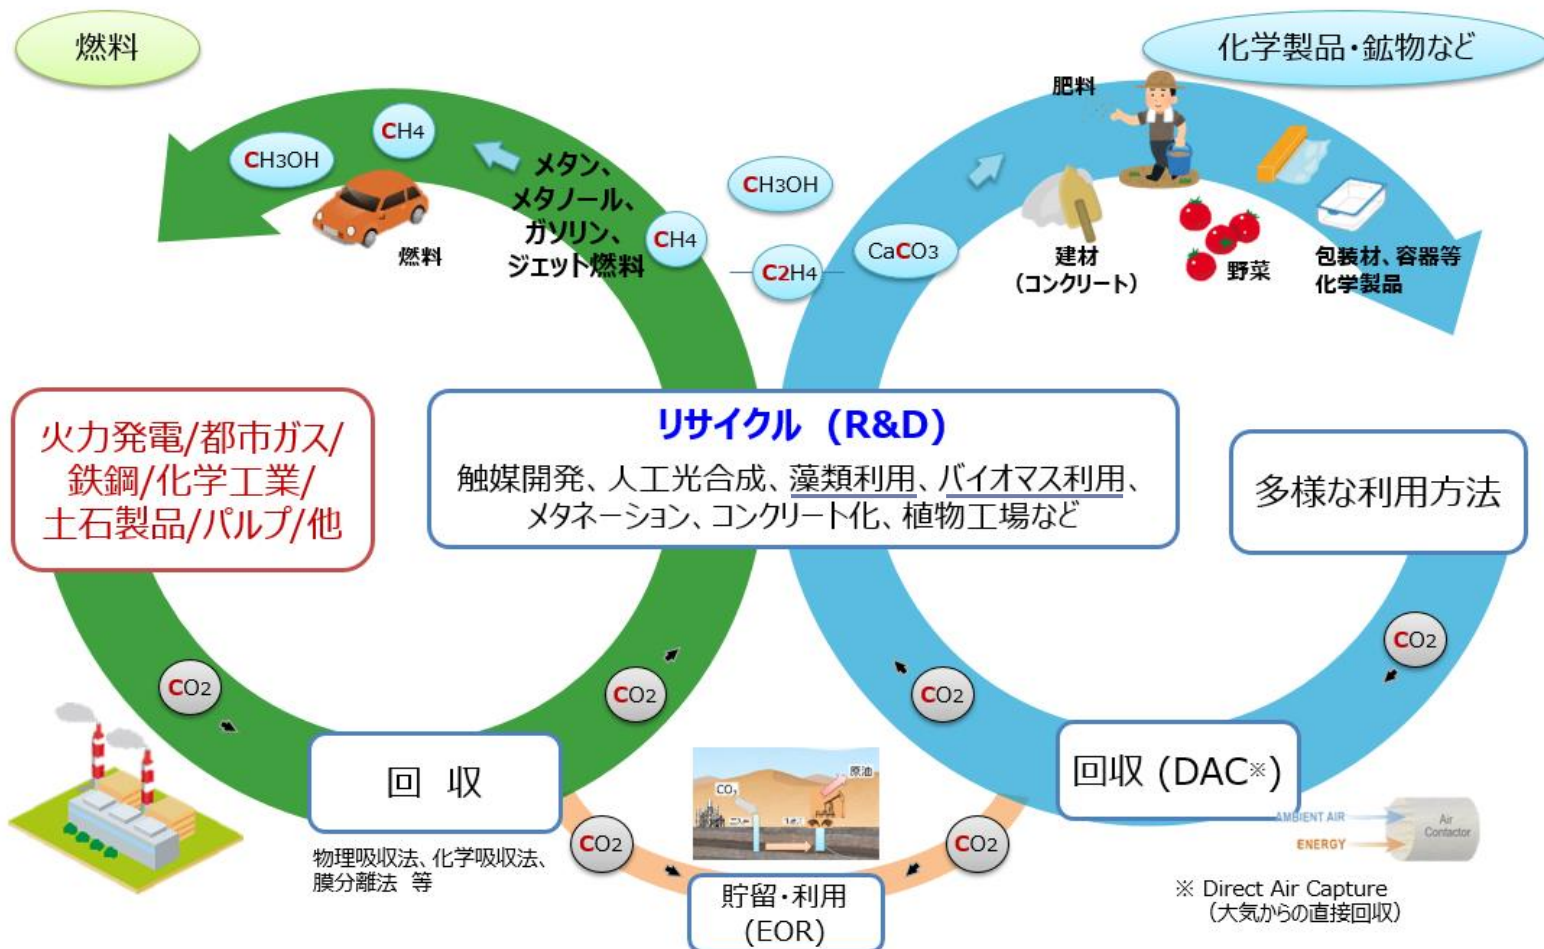 燃料
化学製品・鉱物など
肥料
CH4
CH3OH
メタン、
メタノール、
ガソリン、
ジェット燃料
燃料
CH3OH
CH4
C2H4
CaCO3
建材
（コンクリート）
野菜
包装材、容器等
化学製品
火力発電/都市ガス/
鉄鋼/化学工業/
土石製品/パルプ/他
リサイクル (R&D)
触媒開発、人工光合成、藻類利用、バイオマス利用、
メタネーション、コンクリート化、植物工場など
多様な利用方法
CO2
CO2
CO2
CO2
回 収
物理吸収法、化学吸収法、
膜分離法 等
CO2
CO2
原油
貯留・利用
(EOR)
CO2
回収 (DAC※)
AMBIENT AIR
ENERGY
Air
Contactor
※ Direct Air Capture
（大気からの直接回収）